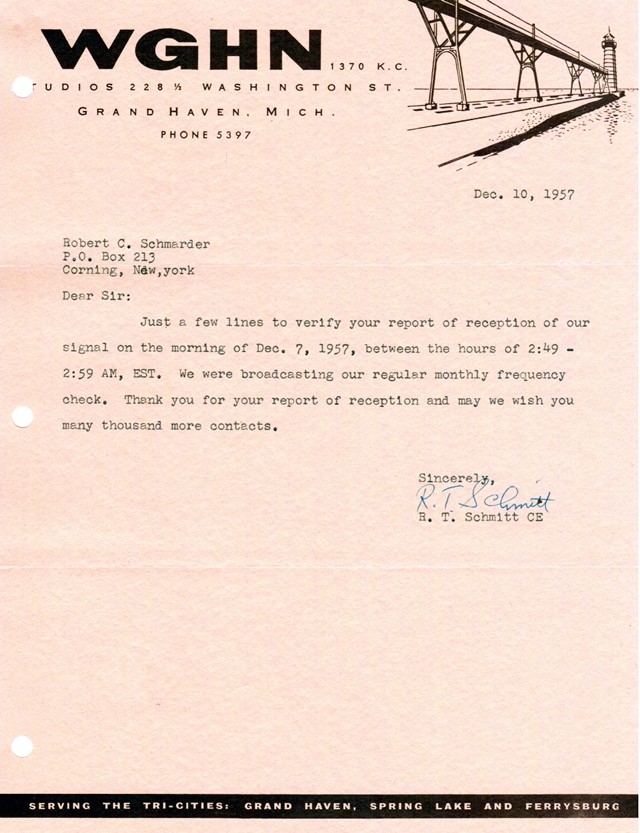 WGHN 1370 K.C.
TUDIOS 228 ½ WASHINGTON ST.
GRAND HAVEN, MICH.
PHONE 5397
Dec. 10, 1957
Robert C. Schmarder
P.O. Box 213
Corning, New,york
Dear Sir:
Just a few lines to verify your report of reception of our
signal on the morning of Dec. 7, 1957, between the hours of 2:49 -
2:59 AM, EST. We were broadcasting our regular monthly frequency
check. Thank you for your report of reception and may we wish you
many thousand more contacts.
Sincerely,
R. T Schmitt
R. T. Schmitt CE
SERVING THE TRI-CITIES: GRAND HAVEN, SPRING LAKE AND FERRYSBURG